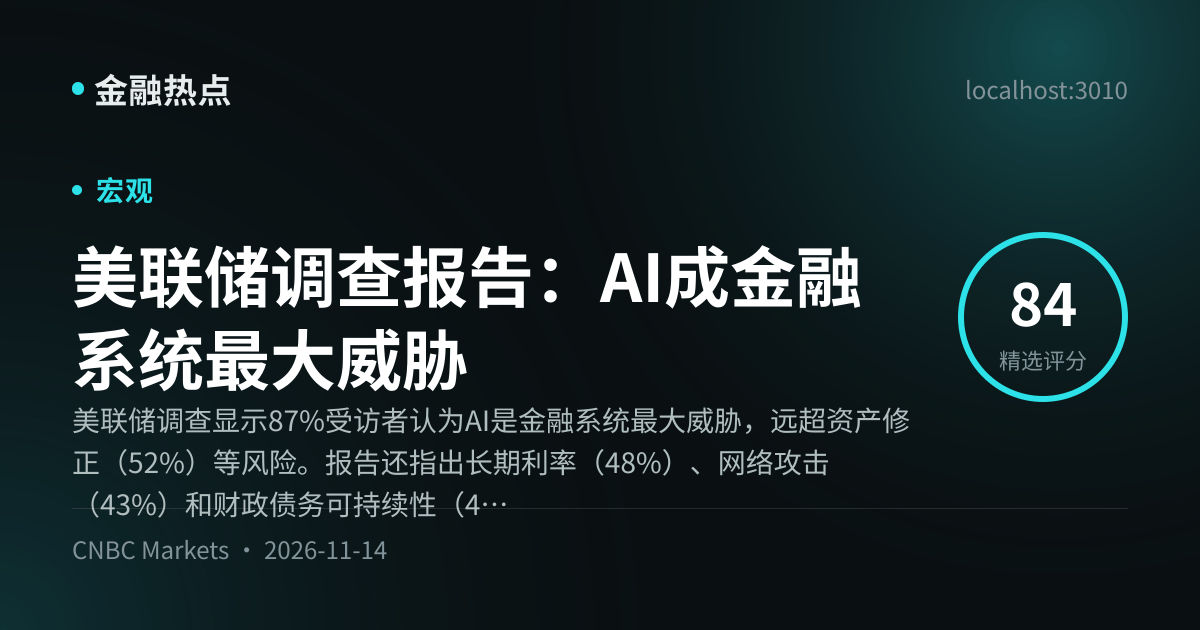 金融热点
localhost:3010
宏观
美联储调查报告：AI成金融
系统最大威胁
84
精选评分
美联储调查显示87%受访者认为AI是金融系统最大威胁，远超资产修
正（52%）等风险。报告还指出长期利率（48%）、网络攻击
（43%）和财政债务可持续性（4…
CNBC Markets · 2026-11-14